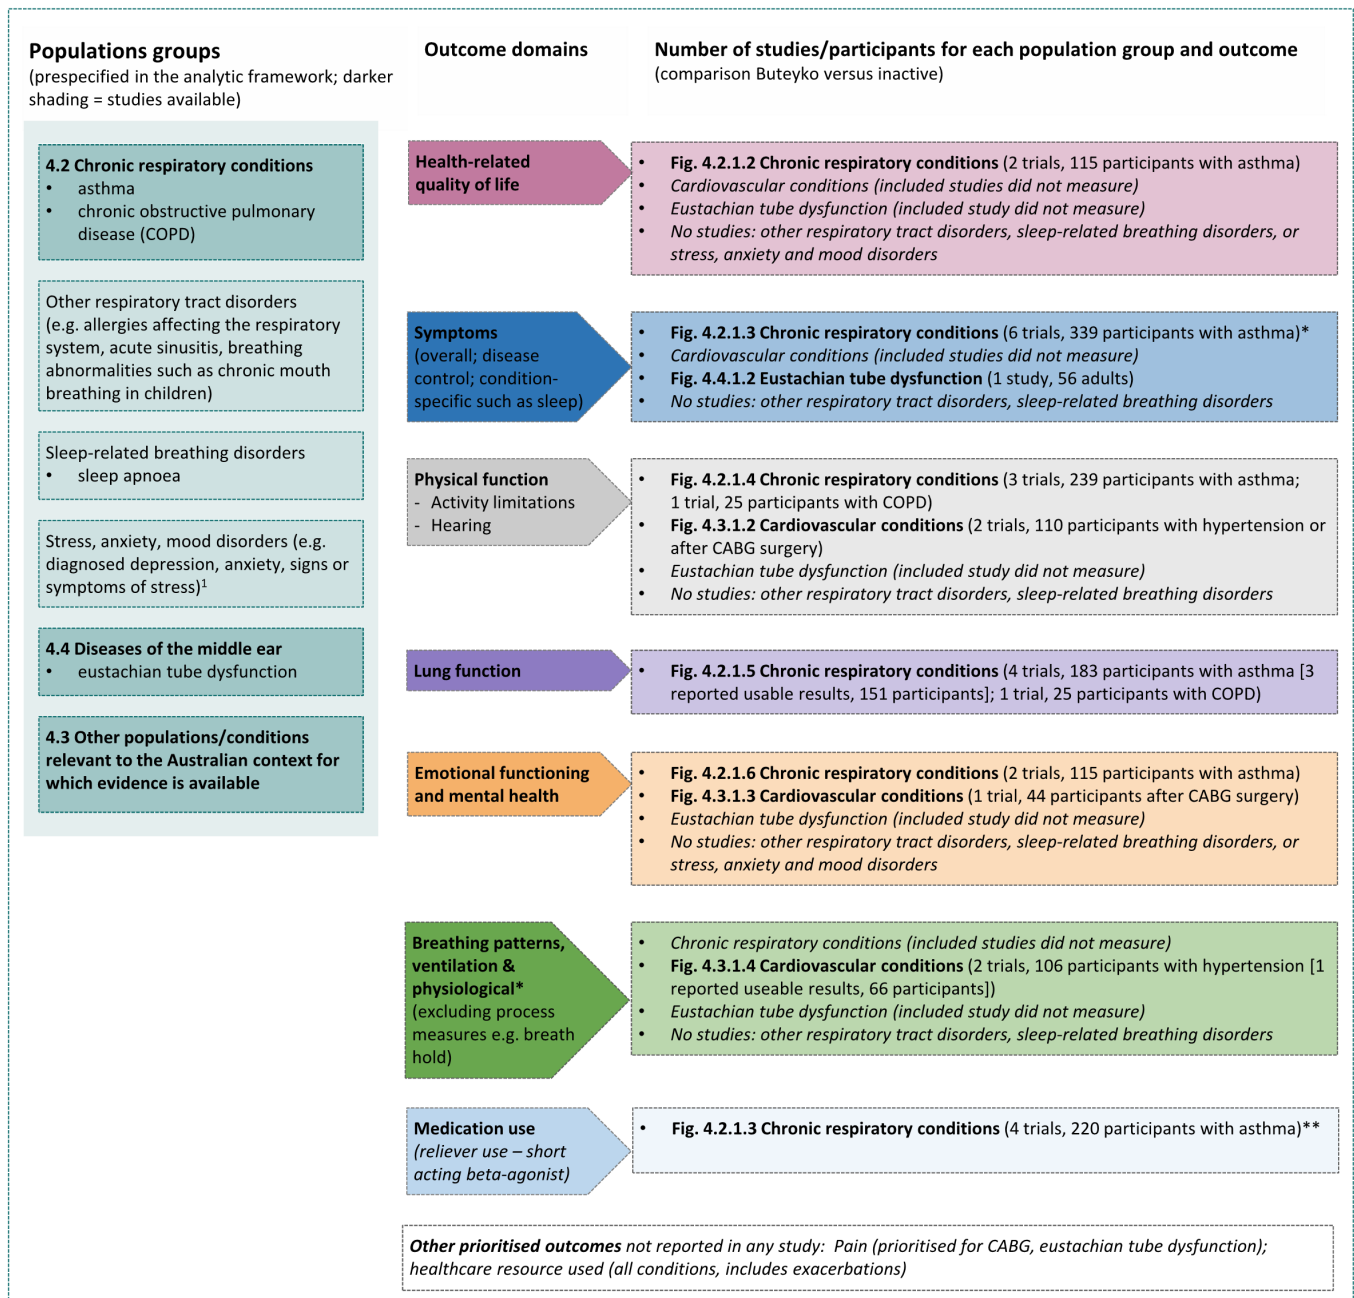 Populations groups
(prespecified in the analytic framework; darker
shading = studies available)
4.2 Chronic respiratory conditions
• asthma
• chronic obstructive pulmonary
disease (COPD)
Other respiratory tract disorders
(e.g. allergies affecting the respiratory
system, acute sinusitis, breathing
abnormalities such as chronic mouth
breathing in children)
Sleep-related breathing disorders
• sleep apnoea
Stress, anxiety, mood disorders (e.g.
diagnosed depression, anxiety, signs or
symptoms of stress)¹
4.4 Diseases of the middle ear
• eustachian tube dysfunction
4.3 Other populations/conditions
relevant to the Australian context for
which evidence is available
Outcome domains
Number of studies/participants for each population group and outcome
(comparison Buteyko versus inactive)
Health-related
quality of life
• Fig. 4.2.1.2 Chronic respiratory conditions (2 trials, 115 participants with asthma)
• Cardiovascular conditions (included studies did not measure)
• Eustachian tube dysfunction (included study did not measure)
• No studies: other respiratory tract disorders, sleep-related breathing disorders, or
stress, anxiety and mood disorders
Symptoms
(overall; disease
control; condition-
specific such as sleep)
• Fig. 4.2.1.3 Chronic respiratory conditions (6 trials, 339 participants with asthma)*
• Cardiovascular conditions (included studies did not measure)
• Fig. 4.4.1.2 Eustachian tube dysfunction (1 study, 56 adults)
• No studies: other respiratory tract disorders, sleep-related breathing disorders
Physical function
- Activity limitations
- Hearing
• Fig. 4.2.1.4 Chronic respiratory conditions (3 trials, 239 participants with asthma;
1 trial, 25 participants with COPD)
• Fig. 4.3.1.2 Cardiovascular conditions (2 trials, 110 participants with hypertension or
after CABG surgery)
• Eustachian tube dysfunction (included study did not measure)
• No studies: other respiratory tract disorders, sleep-related breathing disorders
Lung function
• Fig. 4.2.1.5 Chronic respiratory conditions (4 trials, 183 participants with asthma [3
reported usable results, 151 participants]; 1 trial, 25 participants with COPD)
Emotional functioning
and mental health
• Fig. 4.2.1.6 Chronic respiratory conditions (2 trials, 115 participants with asthma)
• Fig. 4.3.1.3 Cardiovascular conditions (1 trial, 44 participants after CABG surgery)
• Eustachian tube dysfunction (included study did not measure)
• No studies: other respiratory tract disorders, sleep-related breathing disorders, or
stress, anxiety and mood disorders
Breathing patterns,
ventilation &
physiological*
(excluding process
measures e.g. breath
hold)
• Chronic respiratory conditions (included studies did not measure)
• Fig. 4.3.1.4 Cardiovascular conditions (2 trials, 106 participants with hypertension [1
reported useable results, 66 participants])
• Eustachian tube dysfunction (included study did not measure)
• No studies: other respiratory tract disorders, sleep-related breathing disorders
Medication use
(reliever use – short
acting beta-agonist)
• Fig. 4.2.1.3 Chronic respiratory conditions (4 trials, 220 participants with asthma)**
Other prioritised outcomes not reported in any study: Pain (prioritised for CABG, eustachian tube dysfunction);
healthcare resource used (all conditions, includes exacerbations)